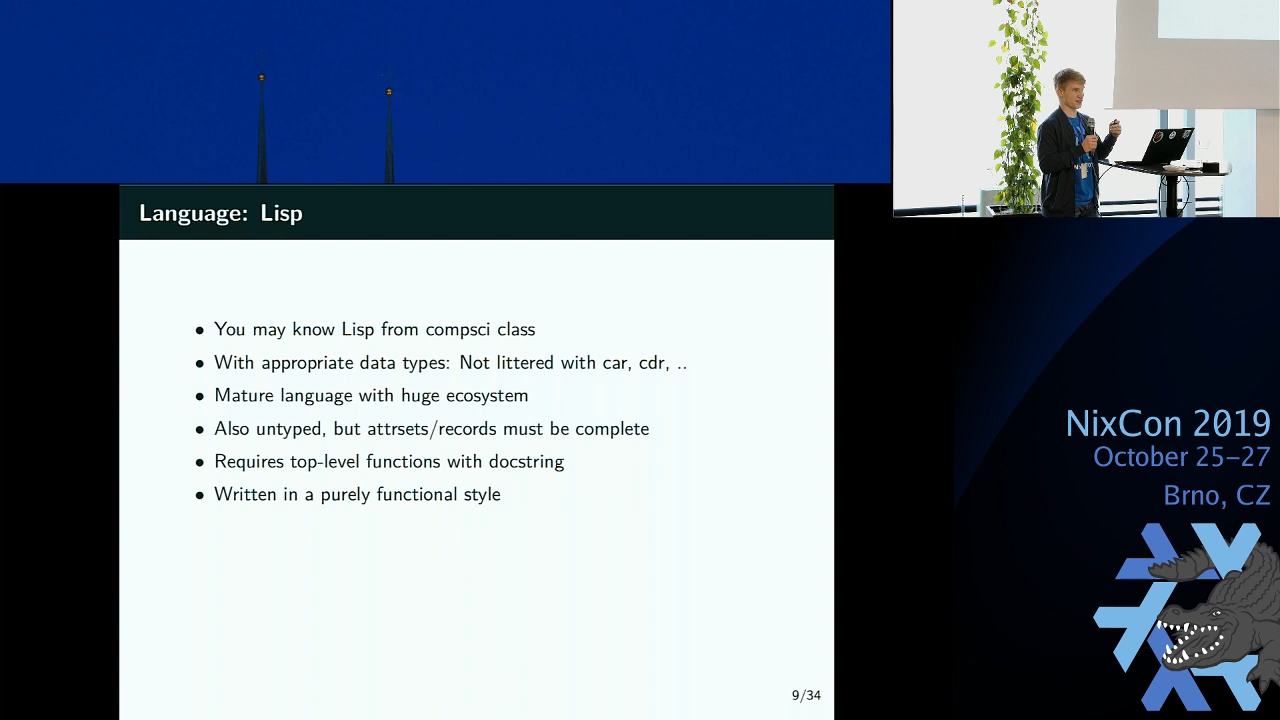 Language: Lisp
• You may know Lisp from compsci class
• With appropriate data types: Not littered with car, cdr, ..
• Mature language with huge ecosystem
• Also untyped, but attrsets/records must be complete
• Requires top-level functions with docstring
• Written in a purely functional style
9/34
NixCon 2019
October 25–27
Brno, CZ